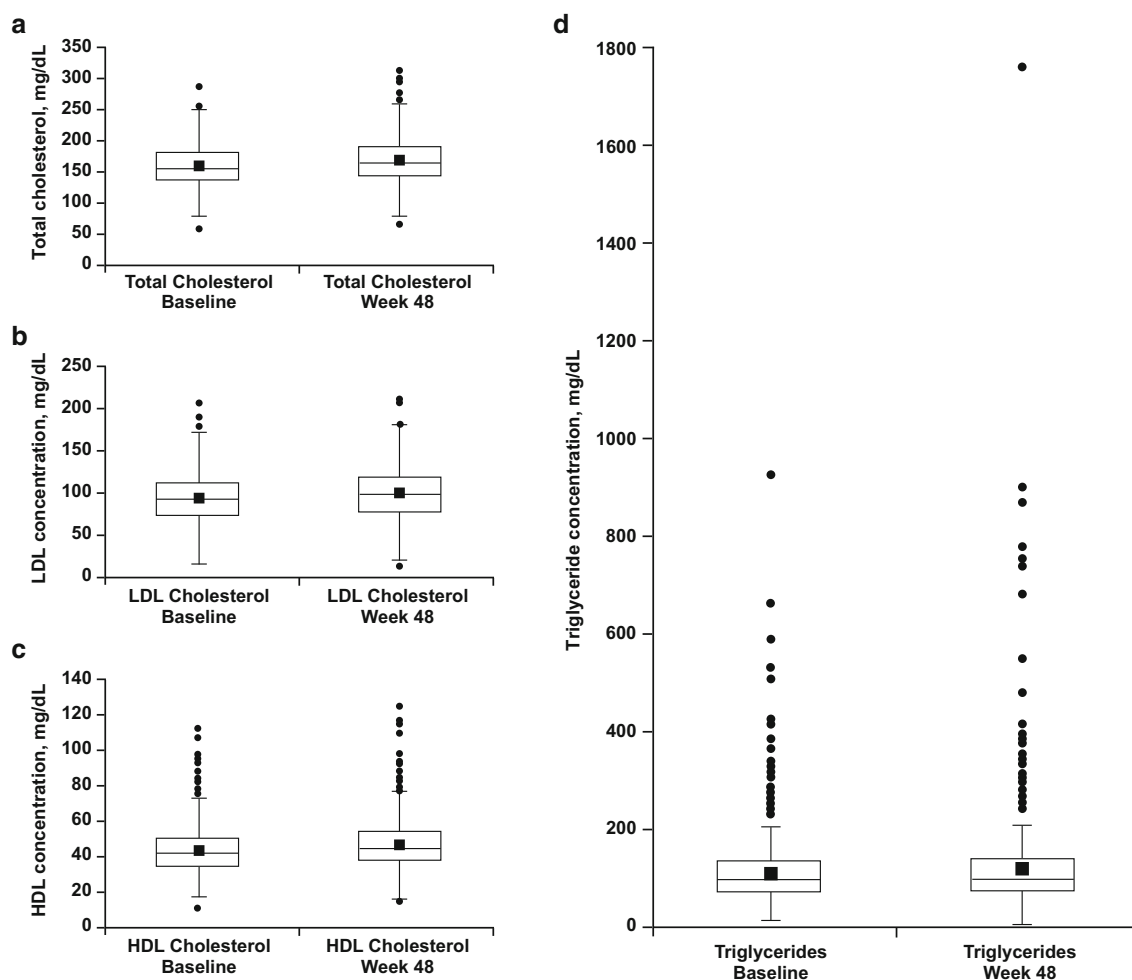 a
Total cholesterol, mg/dL
350
300
250
200
150
100
50
0
Total Cholesterol
Baseline
Total Cholesterol
Week 48
b
LDL concentration, mg/dL
250
200
150
100
50
0
LDL Cholesterol
Baseline
LDL Cholesterol
Week 48
c
HDL concentration, mg/dL
140
120
100
80
60
40
20
0
HDL Cholesterol
Baseline
HDL Cholesterol
Week 48
d
Triglyceride concentration, mg/dL
1800
1600
1400
1200
1000
800
600
400
200
0
Triglycerides
Baseline
Triglycerides
Week 48